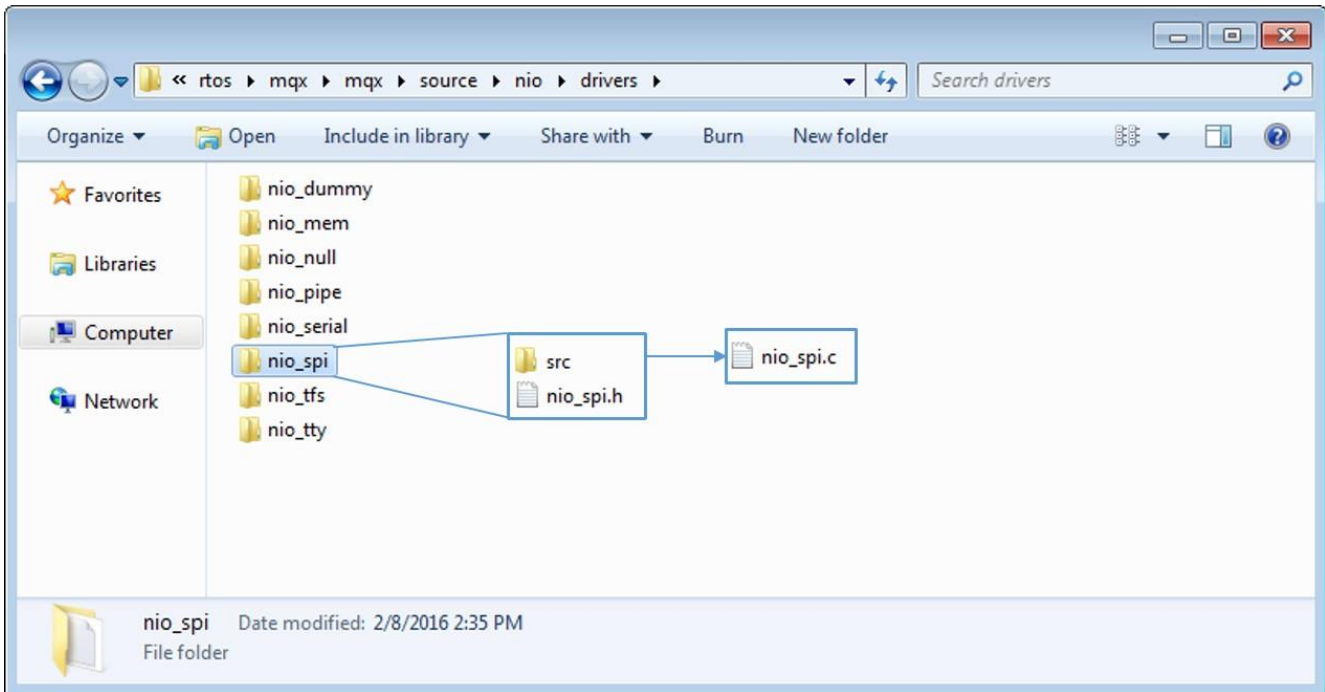 « rtos ▸ mqx ▸ mqx ▸ source ▸ nio ▸ drivers ▸
Search drivers
Organize ▾ Open Include in library ▾ Share with ▾ Burn New folder
Favorites
Libraries
Computer
Network
nio_dummy
nio_mem
nio_null
nio_pipe
nio_serial
nio_spi
nio_tfs
nio_tty
src
nio_spi.h
nio_spi.c
nio_spi Date modified: 2/8/2016 2:35 PM
File folder